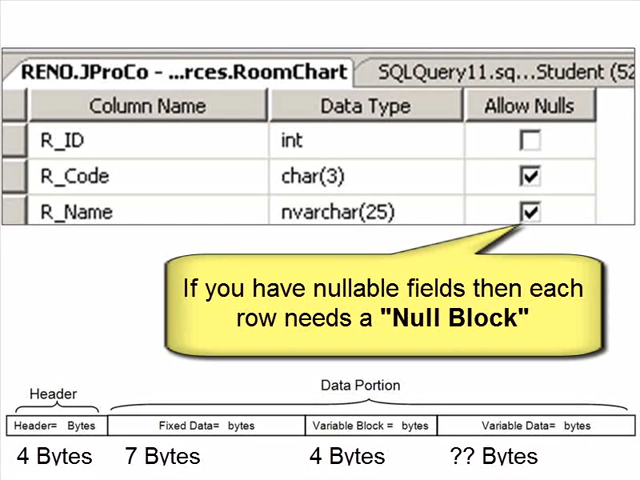 RENO.JProCo - ...rces.RoomChart SQLQuery11.sq...Student (52
Column Name Data Type Allow Nulls
R_ID int
R_Code char(3)
R_Name nvarchar(25)
If you have nullable fields then each
row needs a "Null Block"
Header Data Portion
Header= Bytes Fixed Data= bytes Variable Block = bytes Variable Data= bytes
4 Bytes 7 Bytes 4 Bytes ?? Bytes